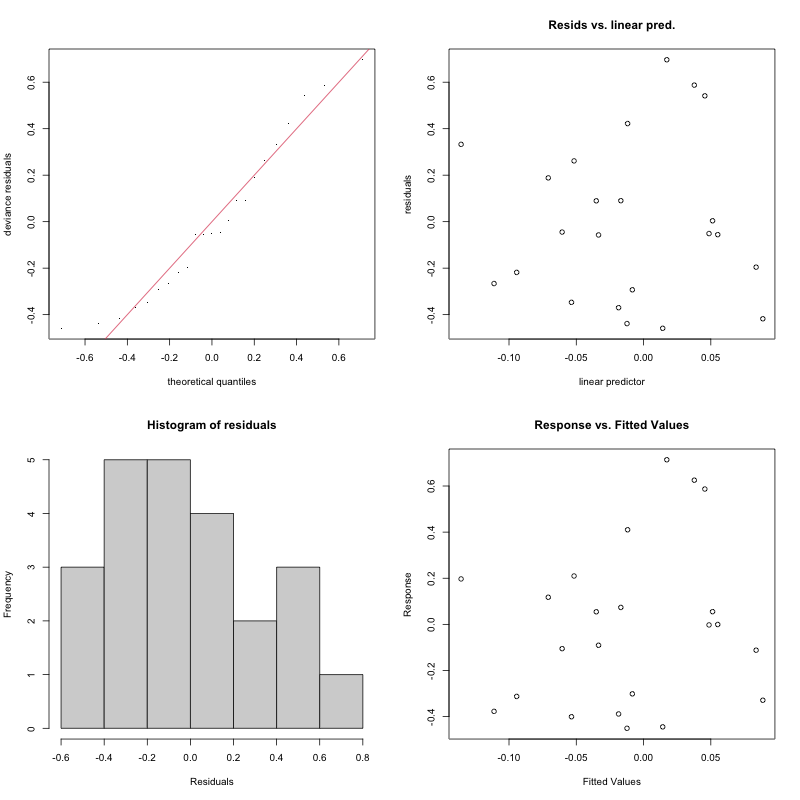 deviance residuals
0.6
0.4
0.2
0.0
-0.2
-0.4
-0.6 -0.4 -0.2 0.0 0.2 0.4 0.6
theoretical quantiles
Resids vs. linear pred.
residuals
0.6
0.4
0.2
0.0
-0.2
-0.4
-0.10 -0.05 0.00 0.05
linear predictor
Histogram of residuals
Frequency
5
4
3
2
1
0
-0.6 -0.4 -0.2 0.0 0.2 0.4 0.6 0.8
Residuals
Response vs. Fitted Values
Response
0.6
0.4
0.2
0.0
-0.2
-0.4
-0.10 -0.05 0.00 0.05
Fitted Values